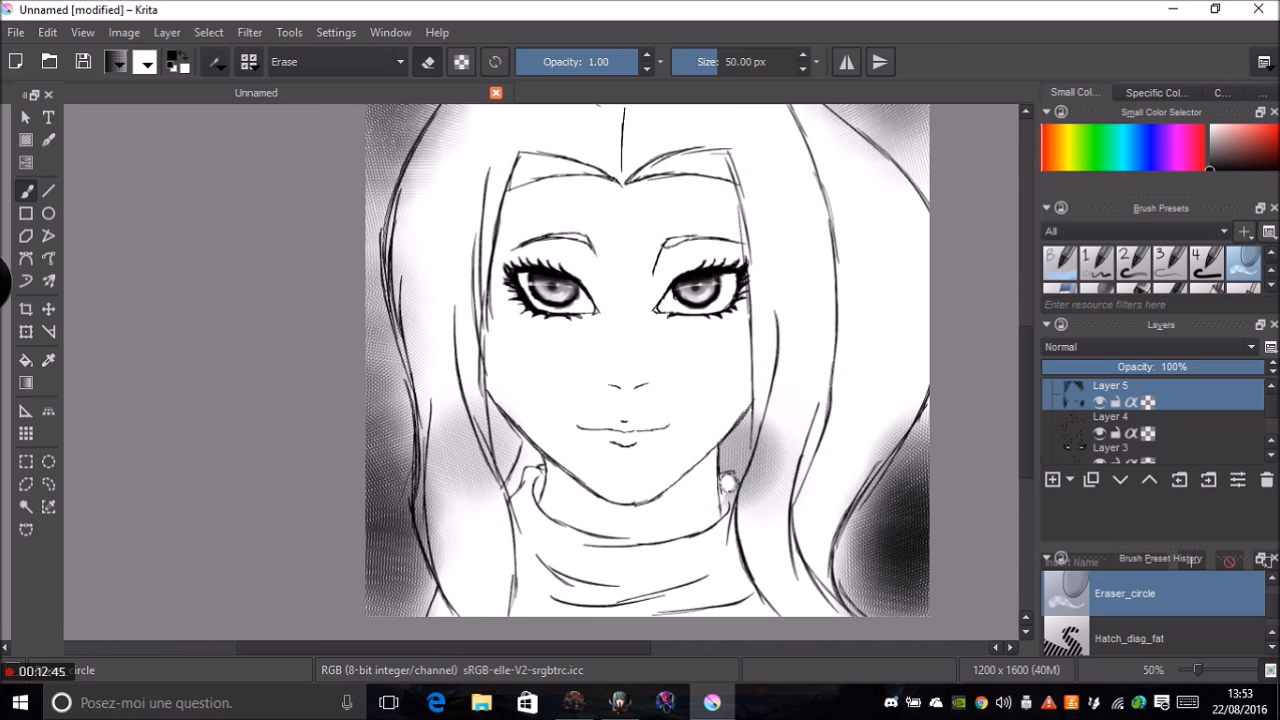 Unnamed [modified] – Krita
File Edit View Image Layer Select Filter Tools Settings Window Help
Erase Opacity: 1.00 Size: 50.00 px
Unnamed
Small Col... Specific Col... C... ...
Small Color Selector
Brush Presets
All
Enter resource filters here
Layers
Normal
Opacity: 100%
Layer 5
Layer 4
Layer 3
Brush Preset History
Eraser_circle
Hatch_diag_fat
00:12:45 circle RGB (8-bit integer/channel) sRGB-elle-V2-srgbtrc.icc 1200 x 1600 (40M) 50%
Posez-moi une question. 13:53
22/08/2016